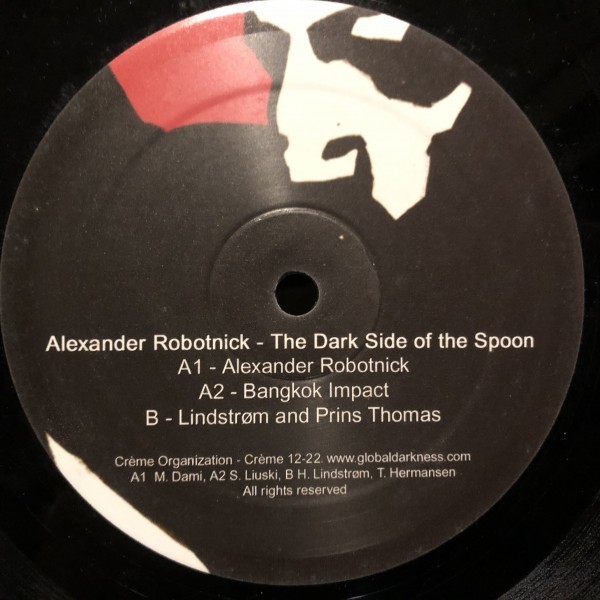 Alexander Robotnick - The Dark Side of the Spoon
A1 - Alexander Robotnick
A2 - Bangkok Impact
B - Lindstrøm and Prins Thomas
Crème Organization - Crème 12-22. www.globaldarkness.com
A1 M. Dami, A2 S. Liuski, B H. Lindstrøm, T. Hermansen
All rights reserved